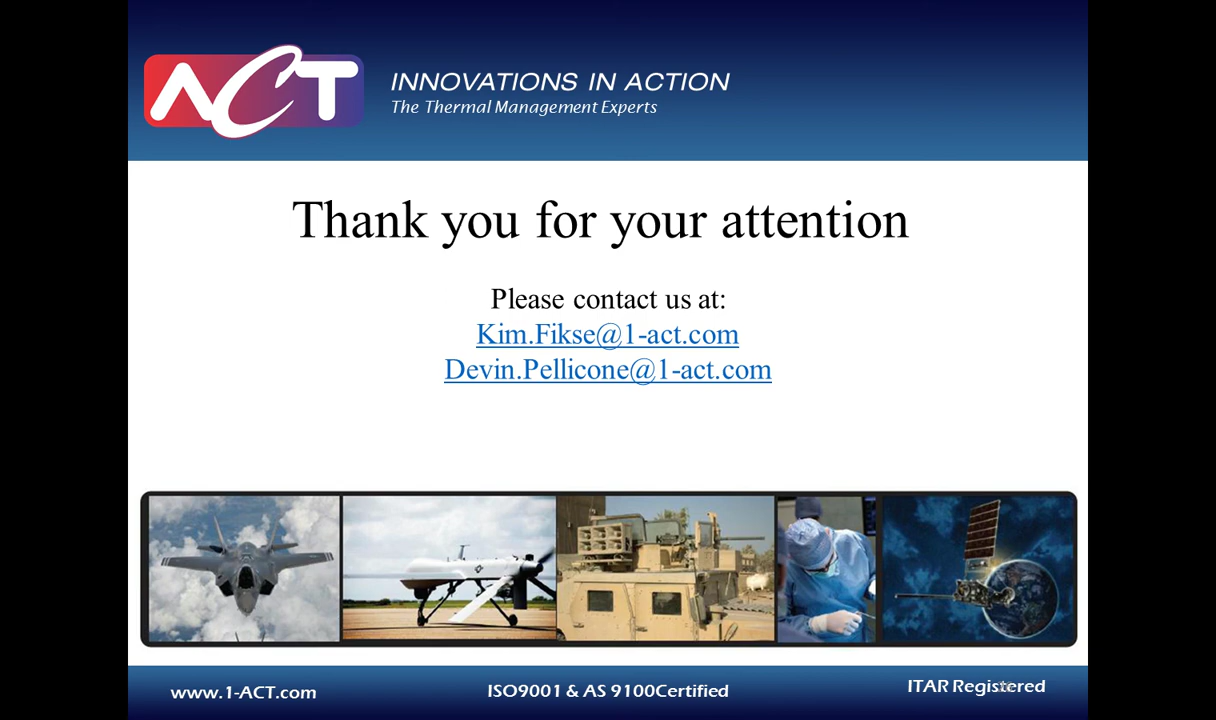 ACT
INNOVATIONS IN ACTION
The Thermal Management Experts
Thank you for your attention
Please contact us at:
Kim.Fikse@1-act.com
Devin.Pellicone@1-act.com
www.1-ACT.com
ISO9001 & AS 9100Certified
ITAR Registered